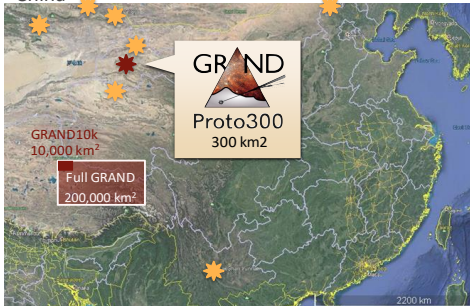 GRAND
Proto300
300 km2
GRAND10k
10,000 km²
Full GRAND
200,000 km²
2200 km